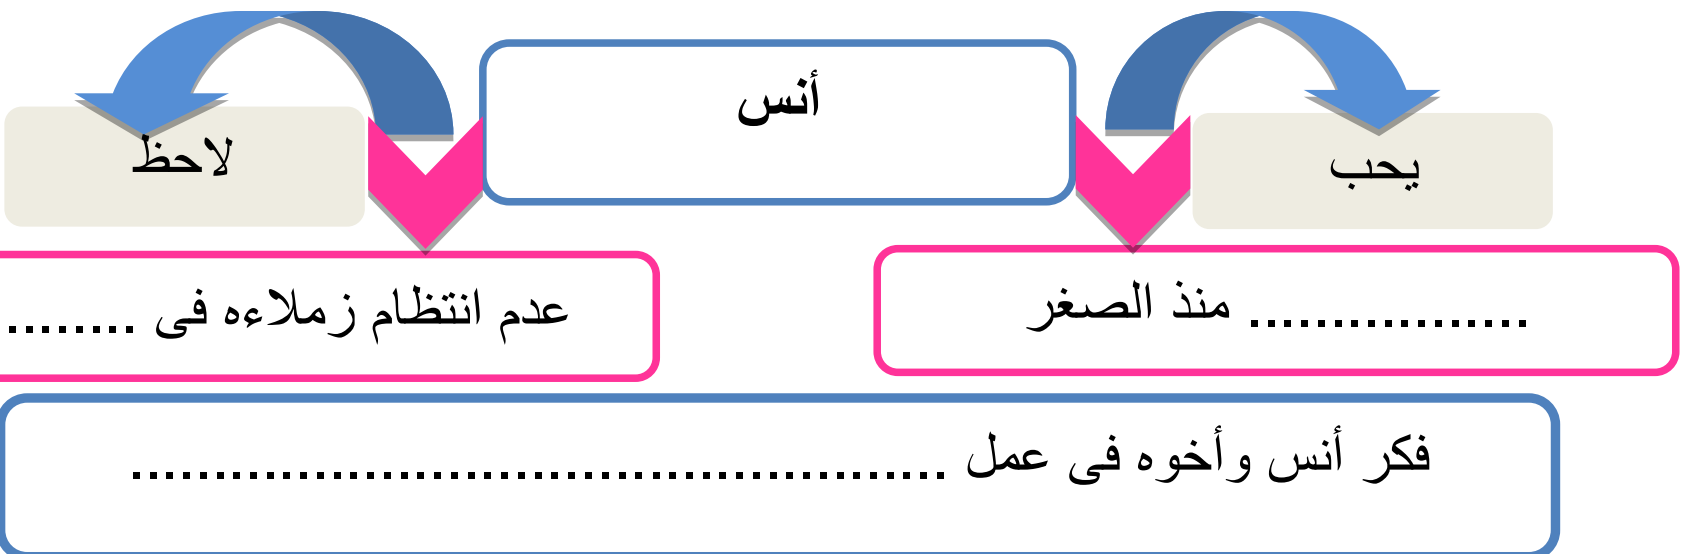 أنس
يحب
لاحظ
................ منذ الصغر
عدم انتظام زملاءه فى ........
فكر أنس وأخوه فى عمل .................................................